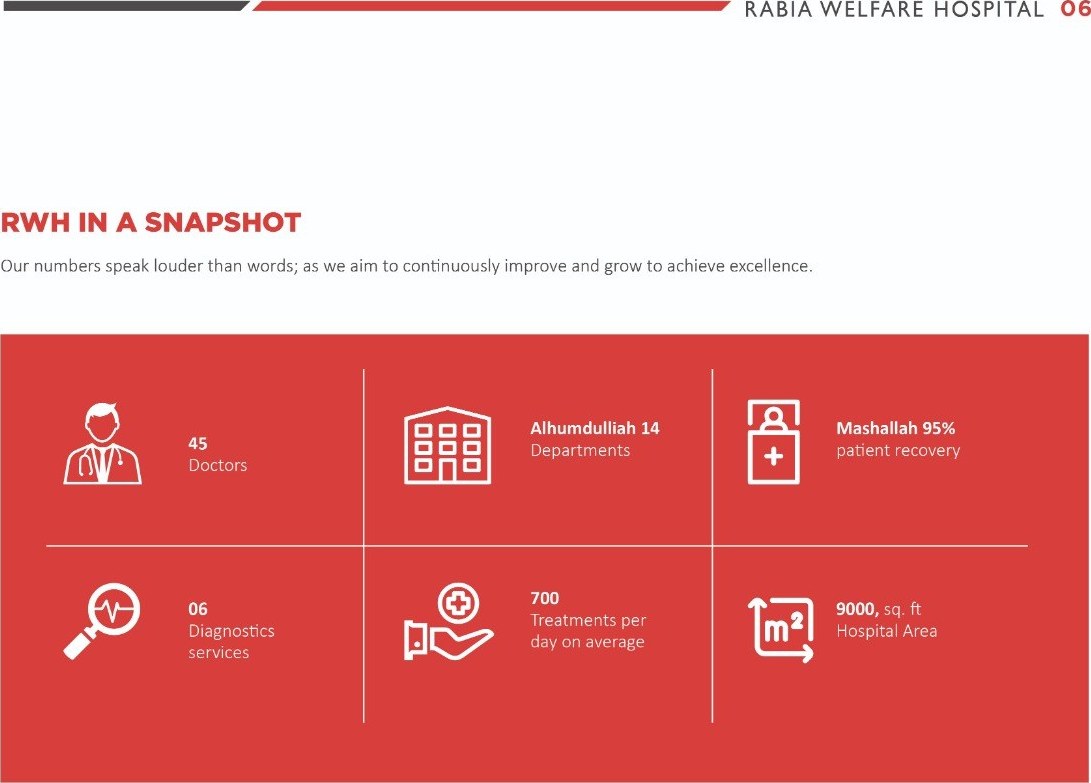 RABIA WELFARE HOSPITAL 06
RWH IN A SNAPSHOT
Our numbers speak louder than words; as we aim to continuously improve and grow to achieve excellence.
45
Doctors
Alhumdulliah 14
Departments
Mashallah 95%
patient recovery
06
Diagnostics
services
700
Treatments per
day on average
m²
9000, sq. ft
Hospital Area